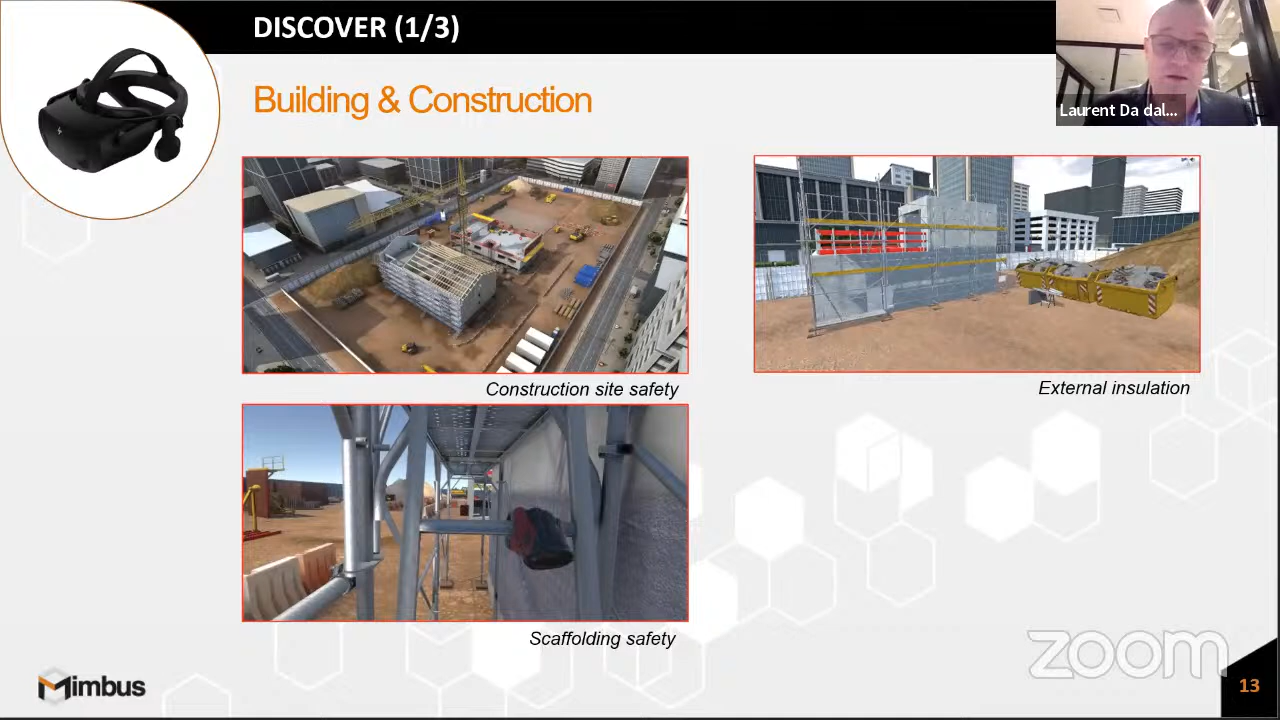 DISCOVER (1/3)
Laurent Da dal...
Building & Construction
Construction site safety
External insulation
Scaffolding safety
zoom
Mimbus
13